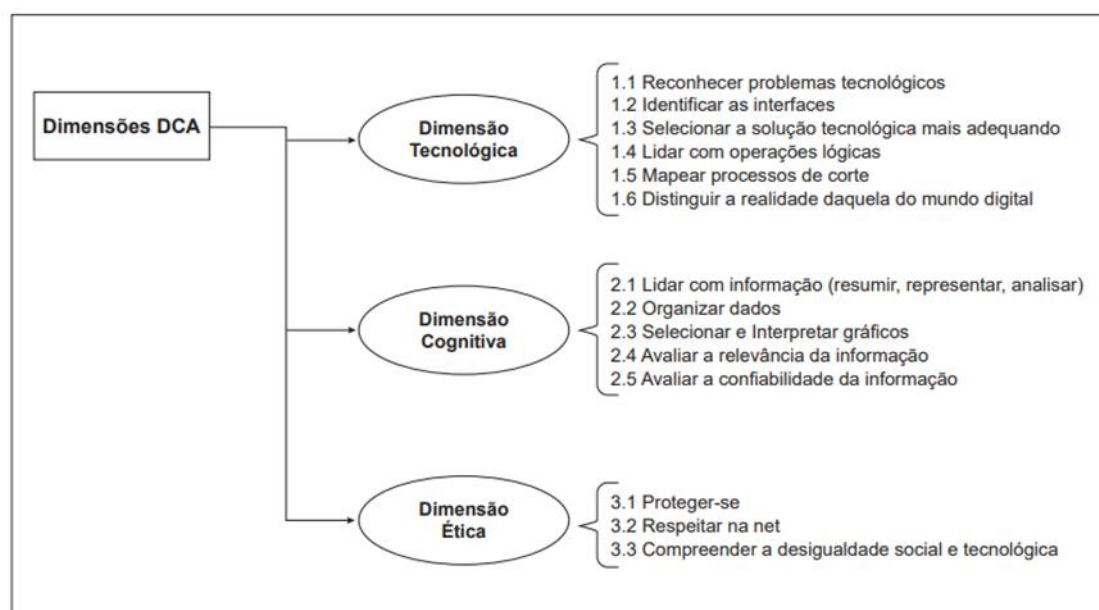 Dimensões DCA
Dimensão
Tecnológica
1.1 Reconhecer problemas tecnológicos
1.2 Identificar as interfaces
1.3 Selecionar a solução tecnológica mais adequando
1.4 Lidar com operações lógicas
1.5 Mapear processos de corte
1.6 Distinguir a realidade daquela do mundo digital
Dimensão
Cognitiva
2.1 Lidar com informação (resumir, representar, analisar)
2.2 Organizar dados
2.3 Selecionar e Interpretar gráficos
2.4 Avaliar a relevância da informação
2.5 Avaliar a confiabilidade da informação
Dimensão
Ética
3.1 Proteger-se
3.2 Respeitar na net
3.3 Compreender a desigualdade social e tecnológica